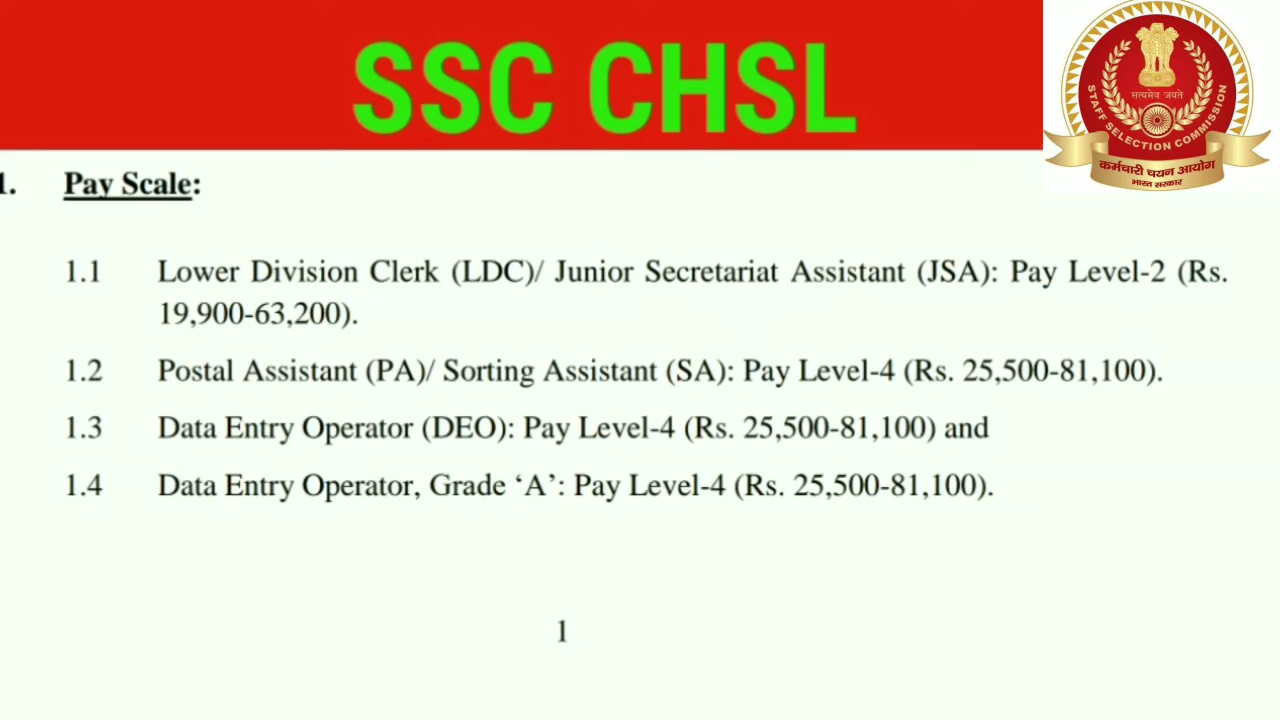 SSC CHSL
सत्यमेव जयते
STAFF SELECTION COMMISSION
कर्मचारी चयन आयोग
भारत सरकार
1. Pay Scale:
1.1 Lower Division Clerk (LDC)/ Junior Secretariat Assistant (JSA): Pay Level-2 (Rs.
19,900-63,200).
1.2 Postal Assistant (PA)/ Sorting Assistant (SA): Pay Level-4 (Rs. 25,500-81,100).
1.3 Data Entry Operator (DEO): Pay Level-4 (Rs. 25,500-81,100) and
1.4 Data Entry Operator, Grade ‘A’: Pay Level-4 (Rs. 25,500-81,100).
1